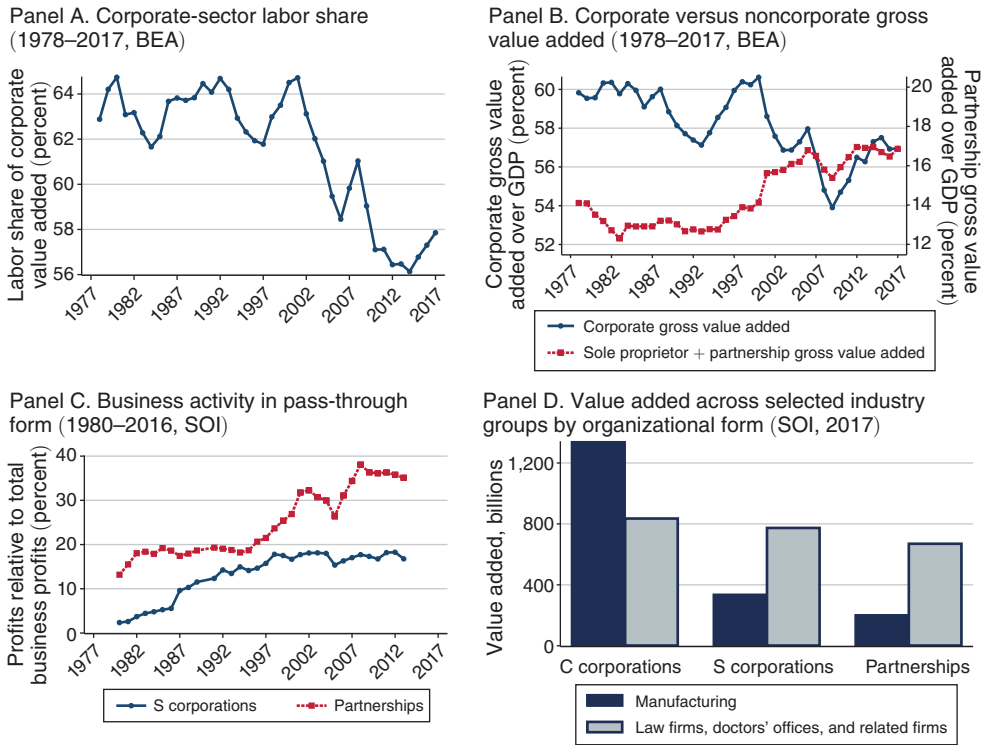 Panel A. Corporate-sector labor share
(1978–2017, BEA)
Labor share of corporate
value added (percent)
64
62
60
58
56
1977
1982
1987
1992
1997
2002
2007
2012
2017
Panel B. Corporate versus noncorporate gross
value added (1978–2017, BEA)
Corporate gross value
added over GDP (percent)
60
58
56
54
52
Partnership gross value
added over GDP (percent)
20
18
16
14
12
1977
1982
1987
1992
1997
2002
2007
2012
2017
Corporate gross value added
Sole proprietor + partnership gross value added
Panel C. Business activity in pass-through
form (1980–2016, SOI)
Profits relative to total
business profits (percent)
40
30
20
10
0
1977
1982
1987
1992
1997
2002
2007
2012
2017
S corporations
Partnerships
Panel D. Value added across selected industry
groups by organizational form (SOI, 2017)
Value added, billions
1,200
800
400
0
C corporations
S corporations
Partnerships
Manufacturing
Law firms, doctors' offices, and related firms